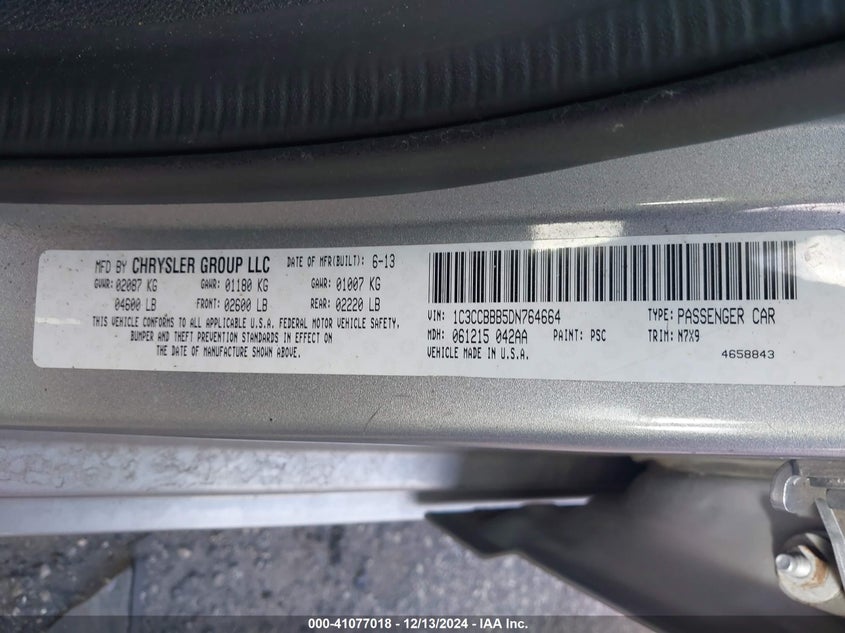 MFD BY CHRYSLER GROUP LLC DATE OF MFR(BUILT): 6-13
GVWR: 02087 KG GAWR: 01180 KG GAWR: 01007 KG
04600 LB FRONT: 02600 LB REAR: 02220 LB
THIS VEHICLE CONFORMS TO ALL APPLICABLE U.S.A. FEDERAL MOTOR VEHICLE SAFETY,
BUMPER AND THEFT PREVENTION STANDARDS IN EFFECT ON
THE DATE OF MANUFACTURE SHOWN ABOVE.
VIN: 1C3CCBBB5DN764664 TYPE: PASSENGER CAR
MDH: 061215 042AA PAINT: PSC TRIM: N7X9
VEHICLE MADE IN U.S.A. 4658843
000-41077018 - 12/13/2024 - IAA Inc.